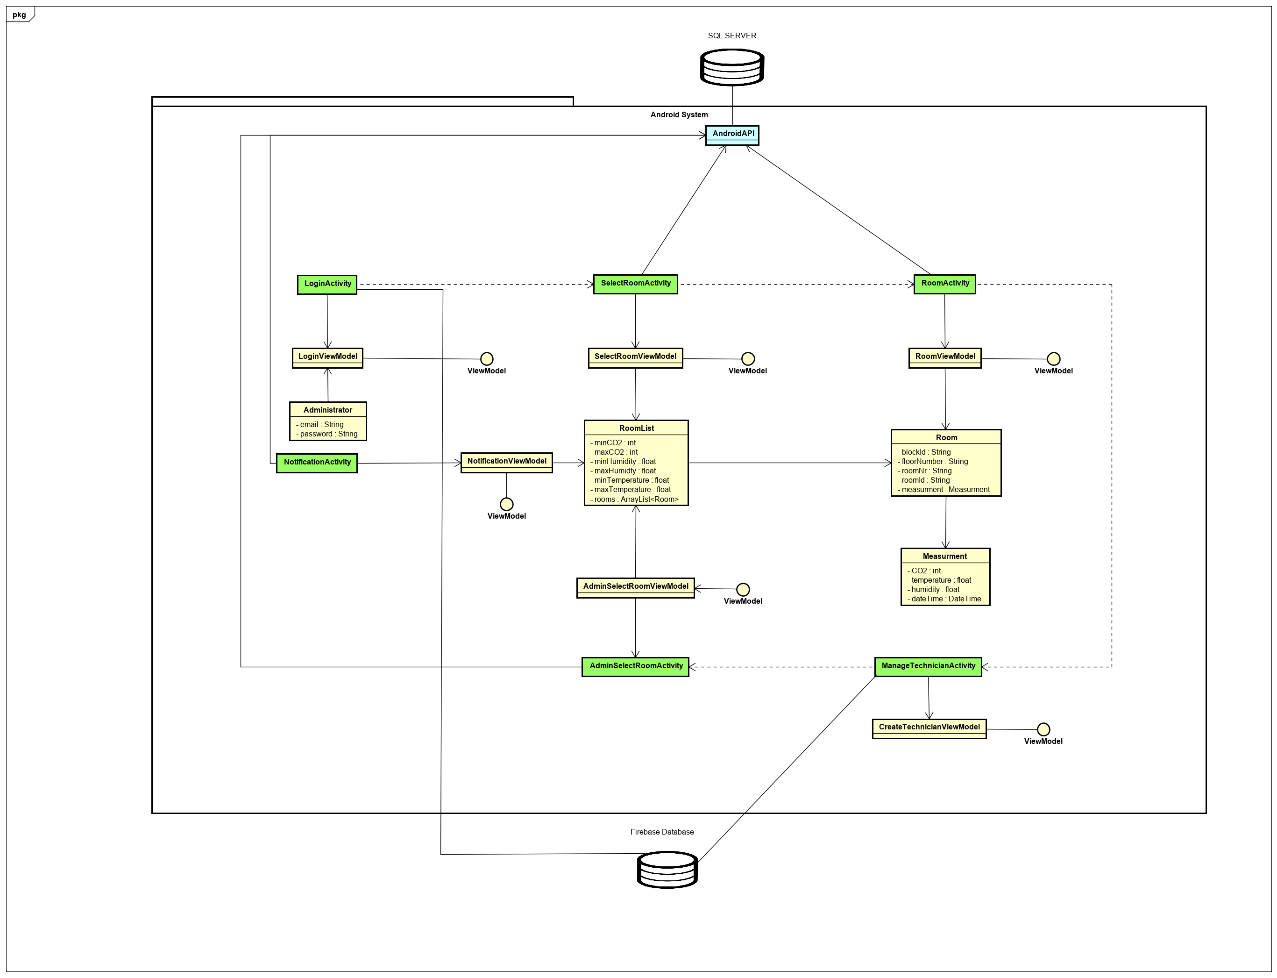 pkg
SQL SERVER
Android System
AndroidAPI
LoginActivity
SelectRoomActivity
RoomActivity
LoginViewModel
ViewModel
SelectRoomViewModel
ViewModel
RoomViewModel
ViewModel
Administrator
- email : String
- password : String
NotificationActivity
NotificationViewModel
ViewModel
RoomList
- minCO2 : int
maxCO2 : int
- minHumidity : float
- maxHumidty : float
minTemperature : float
- maxTemperature : float
- rooms : ArrayList<Room>
Room
blockId : String
- floorNumber : String
- roomNr : String
roomId : String
- measurment : Measurment
Measurment
- CO2 : int
temperature : float
- humidity : float
- dateTime : DateTime
AdminSelectRoomViewModel
ViewModel
AdminSelectRoomActivity
ManageTechnicianActivity
CreateTechnicianViewModel
ViewModel
Firebase Database